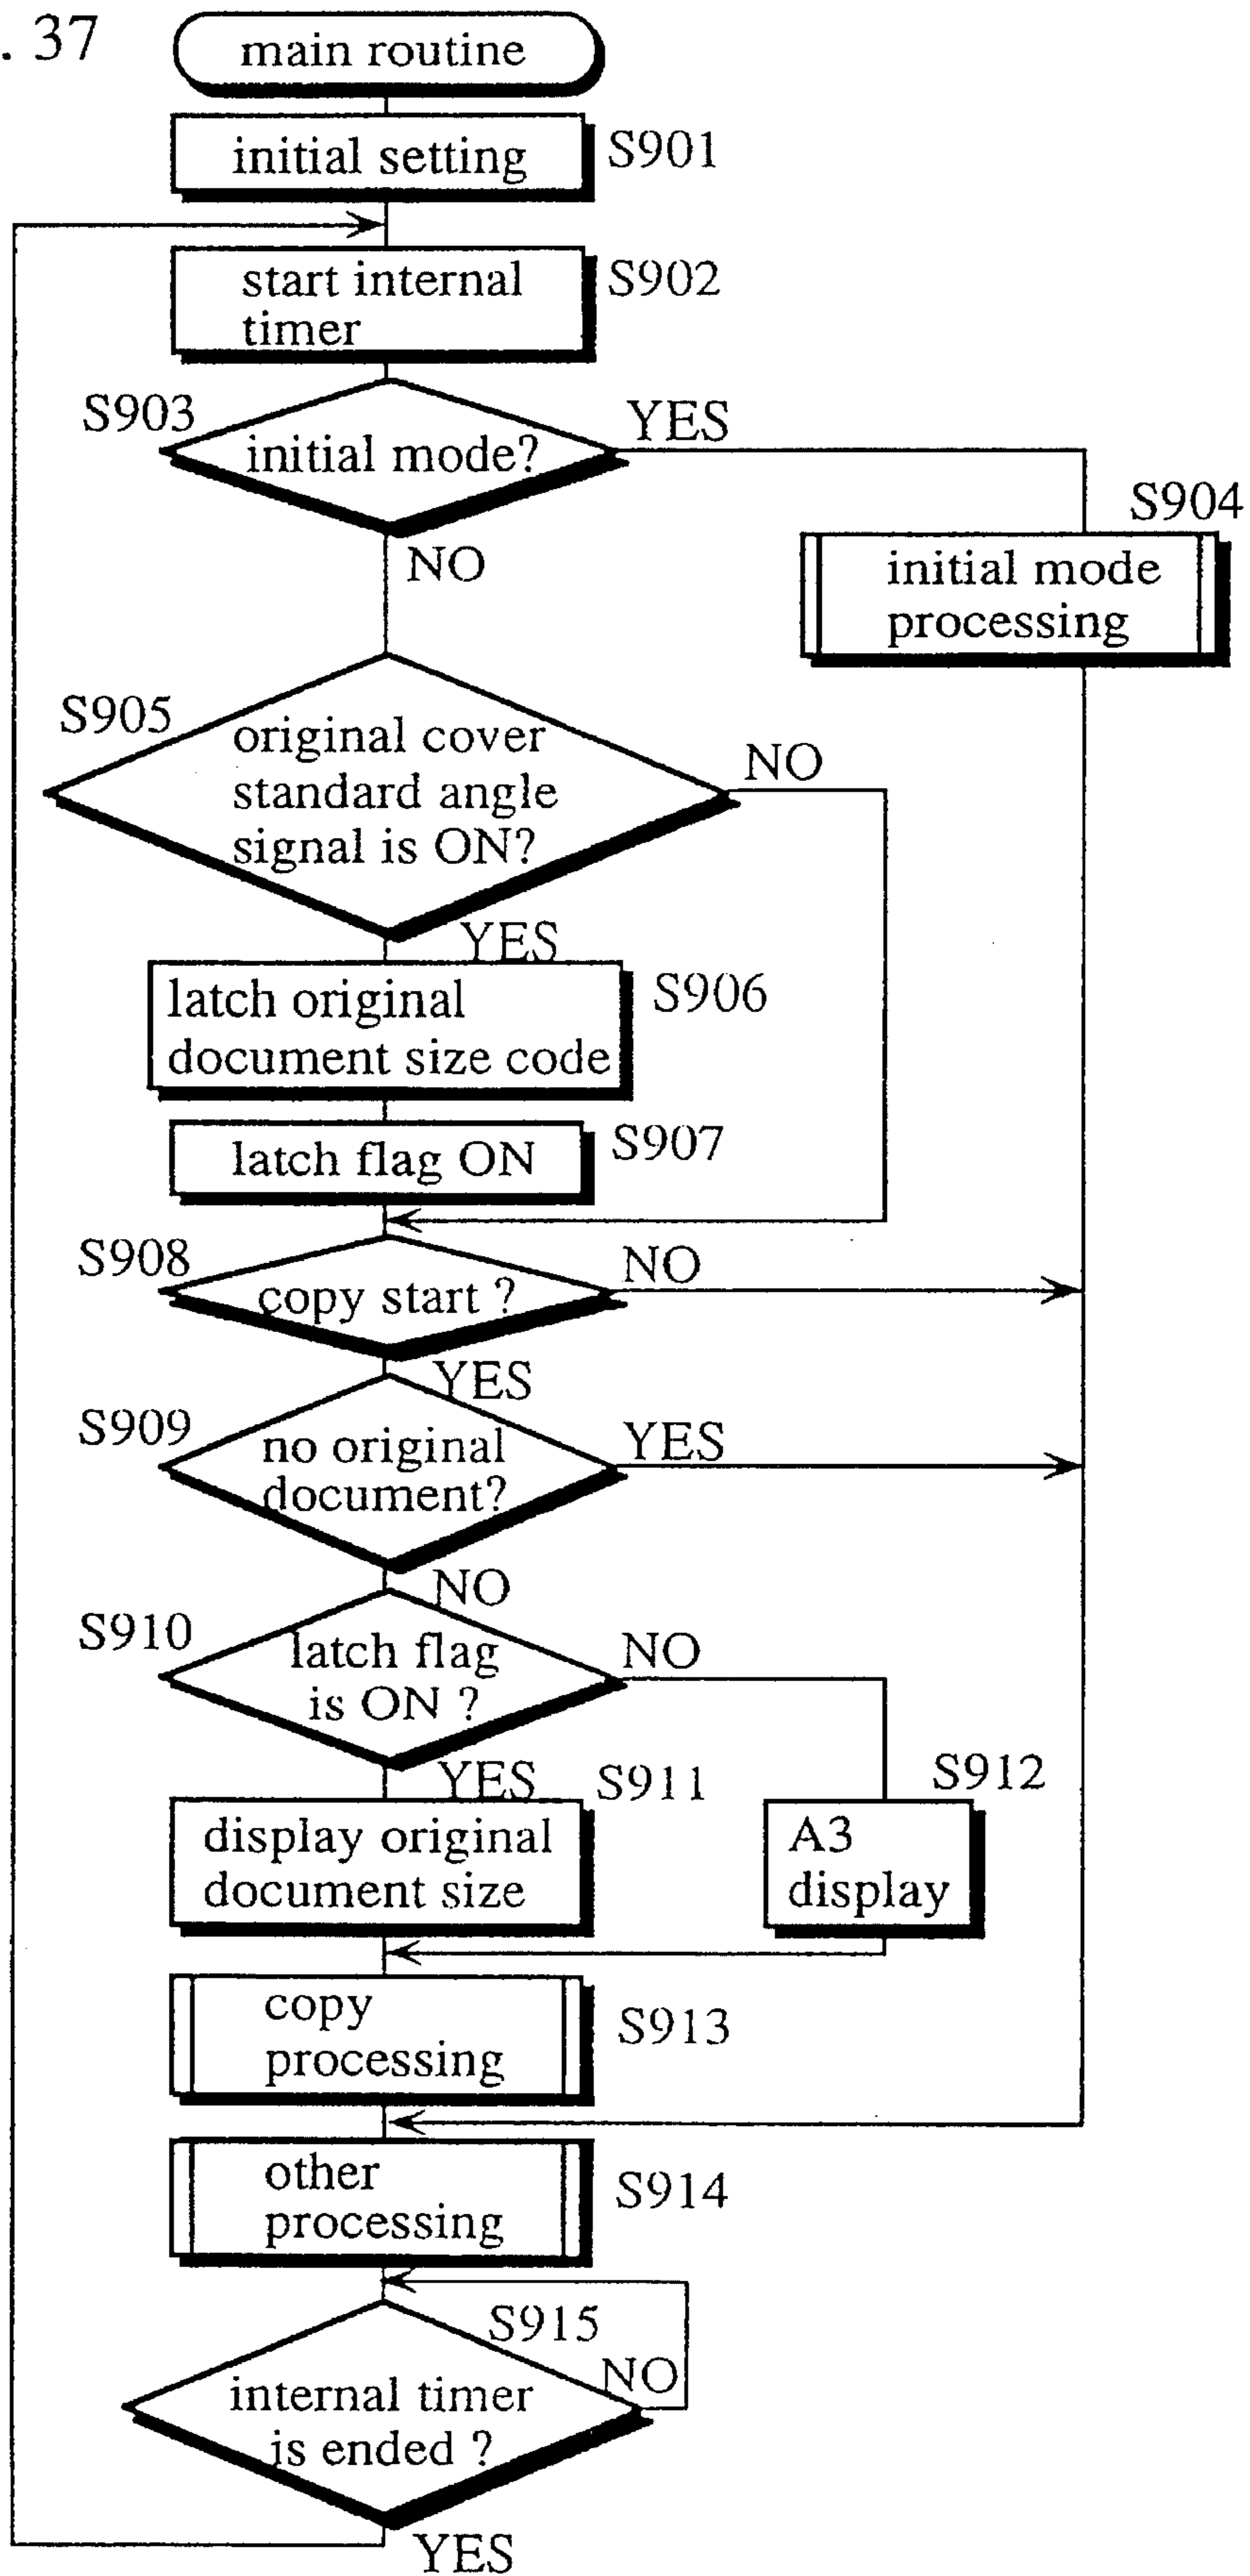 . 37
main routine
initial setting
S901
start internal
timer
S902
S903
initial mode?
YES
NO
S904
initial mode
processing
S905
original cover
standard angle
signal is ON?
NO
YES
latch original
document size code
S906
latch flag ON
S907
S908
copy start ?
NO
YES
S909
no original
document?
YES
NO
S910
latch flag
is ON ?
NO
YES
S911
display original
document size
S912
A3
display
copy
processing
S913
other
processing
S914
S915
NO
internal timer
is ended ?
YES